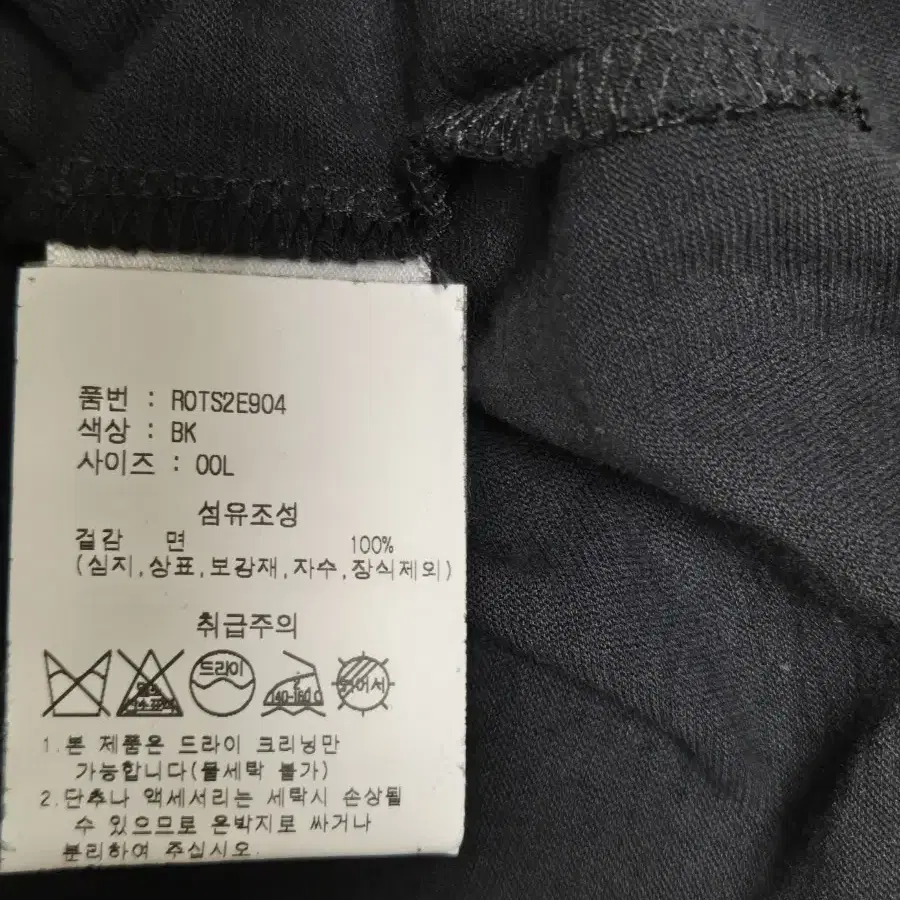 품번 : ROTS2E904
색상 : BK
사이즈 : 00L
섬유조성
겉감 면 100%
(심지,상표,보강재,자수,장식제외)
취급주의
드라이 140-160℃ 뉘어서
1.본 제품은 드라이 크리닝만
가능합니다(물세탁 불가)
2.단추나 액세서리는 세탁시 손상될
수 있으므로 은박지로 싸거나
분리하여 주십시오.